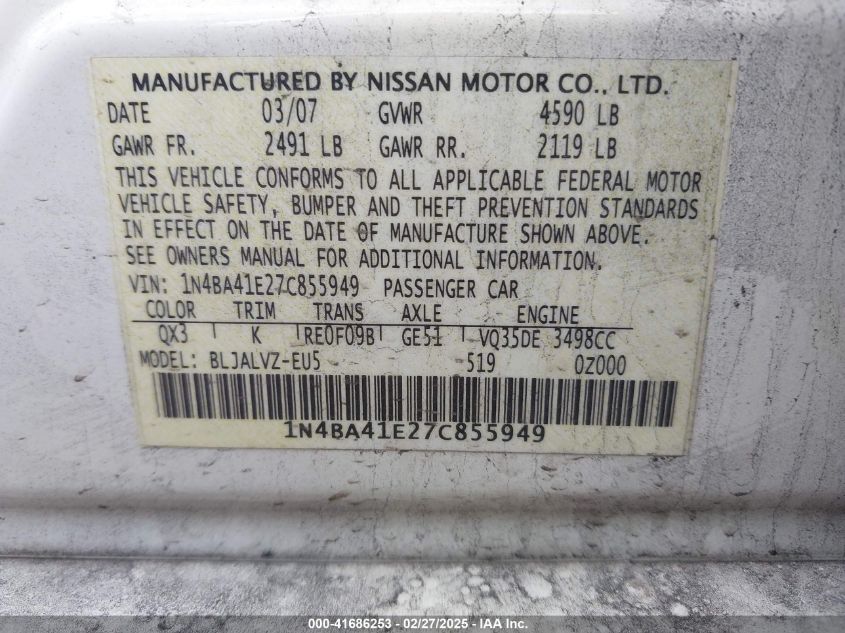 MANUFACTURED BY NISSAN MOTOR CO., LTD.
DATE 03/07 GVWR 4590 LB
GAWR FR. 2491 LB GAWR RR. 2119 LB
THIS VEHICLE CONFORMS TO ALL APPLICABLE FEDERAL MOTOR
VEHICLE SAFETY, BUMPER AND THEFT PREVENTION STANDARDS
IN EFFECT ON THE DATE OF MANUFACTURE SHOWN ABOVE.
SEE OWNERS MANUAL FOR ADDITIONAL INFORMATION.
VIN: 1N4BA41E27C855949 PASSENGER CAR
COLOR TRIM TRANS AXLE ENGINE
QX3 K RE0F09B GE51 VQ35DE 3498CC
MODEL: BLJALVZ-EU5 519 0Z000
1N4BA41E27C855949
000-41686253 - 02/27/2025 - IAAI.com